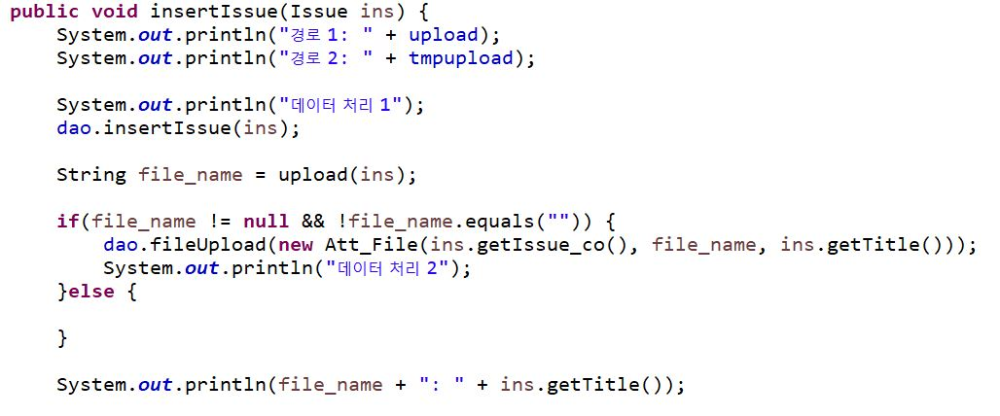 public void insertIssue(Issue ins) {
System.out.println("경로 1: " + upload);
System.out.println("경로 2: " + tmpupload);
System.out.println("데이터 처리 1");
dao.insertIssue(ins);
String file_name = upload(ins);
if(file_name != null && !file_name.equals("")) {
dao.fileUpload(new Att_File(ins.getIssue_co(), file_name, ins.getTitle()));
System.out.println("데이터 처리 2");
}else {
}
System.out.println(file_name + ": " + ins.getTitle());